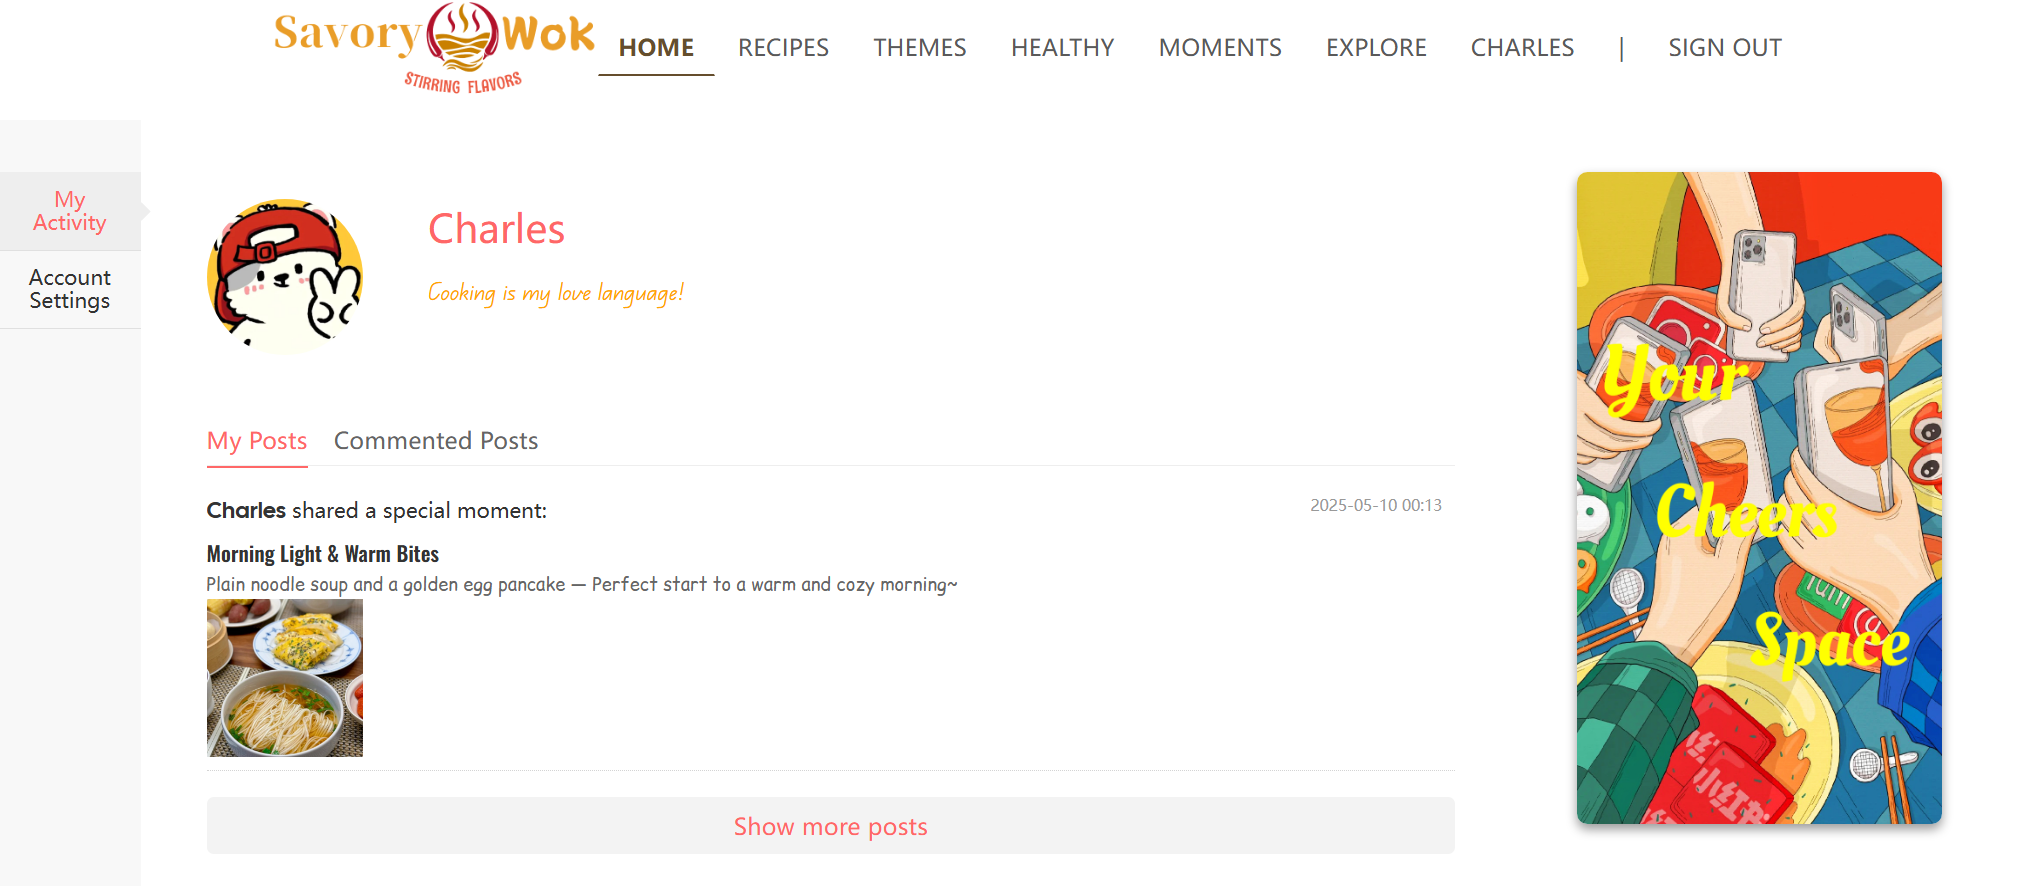 Savory Wok
STIRRING FLAVORS
HOME RECIPES THEMES HEALTHY MOMENTS EXPLORE CHARLES | SIGN OUT
My
Activity
Account
Settings
Charles
Cooking is my love language!
My Posts Commented Posts
Charles shared a special moment:
2025-05-10 00:13
Morning Light & Warm Bites
Plain noodle soup and a golden egg pancake — Perfect start to a warm and cozy morning~
Show more posts
Your
Cheers
Space
小红书